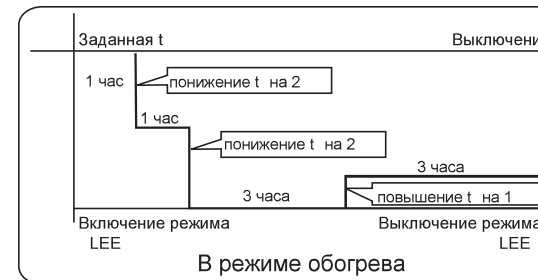 Заданная t Выключени
1 час
понижение t на 2
1 час
понижение t на 2
3 часа
3 часа
повышение t на 1
Включение режима Выключение режима
LEE LEE
В режиме обогрева